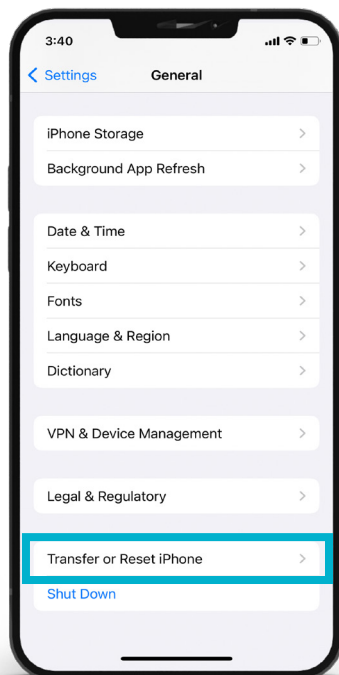 3:40
Settings General
iPhone Storage
Background App Refresh
Date & Time
Keyboard
Fonts
Language & Region
Dictionary
VPN & Device Management
Legal & Regulatory
Transfer or Reset iPhone
Shut Down